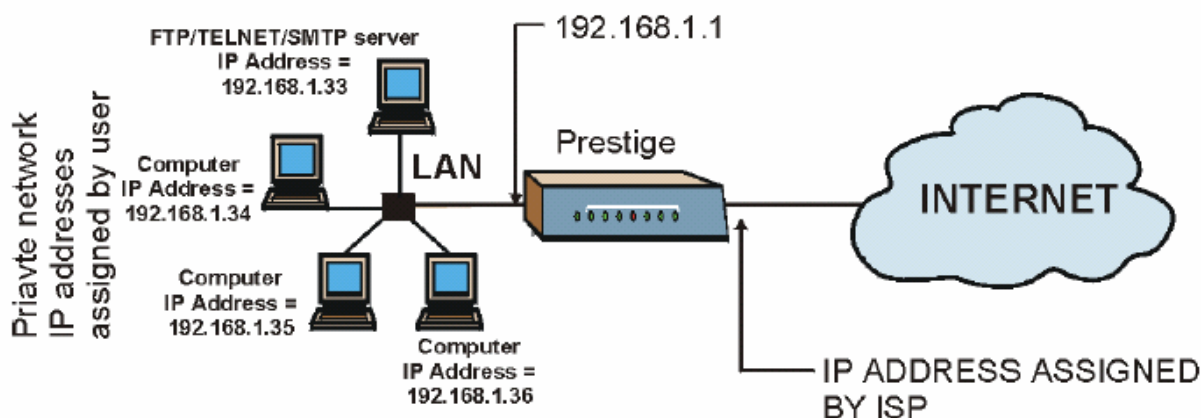 192.168.1.1
FTP/TELNET/SMTP server
IP Address =
192.168.1.33
Priavte network
IP addresses
assigned by user
LAN
Prestige
Computer
IP Address =
192.168.1.34
INTERNET
Computer
IP Address =
192.168.1.35
Computer
IP Address =
192.168.1.36
IP ADDRESS ASSIGNED
BY ISP